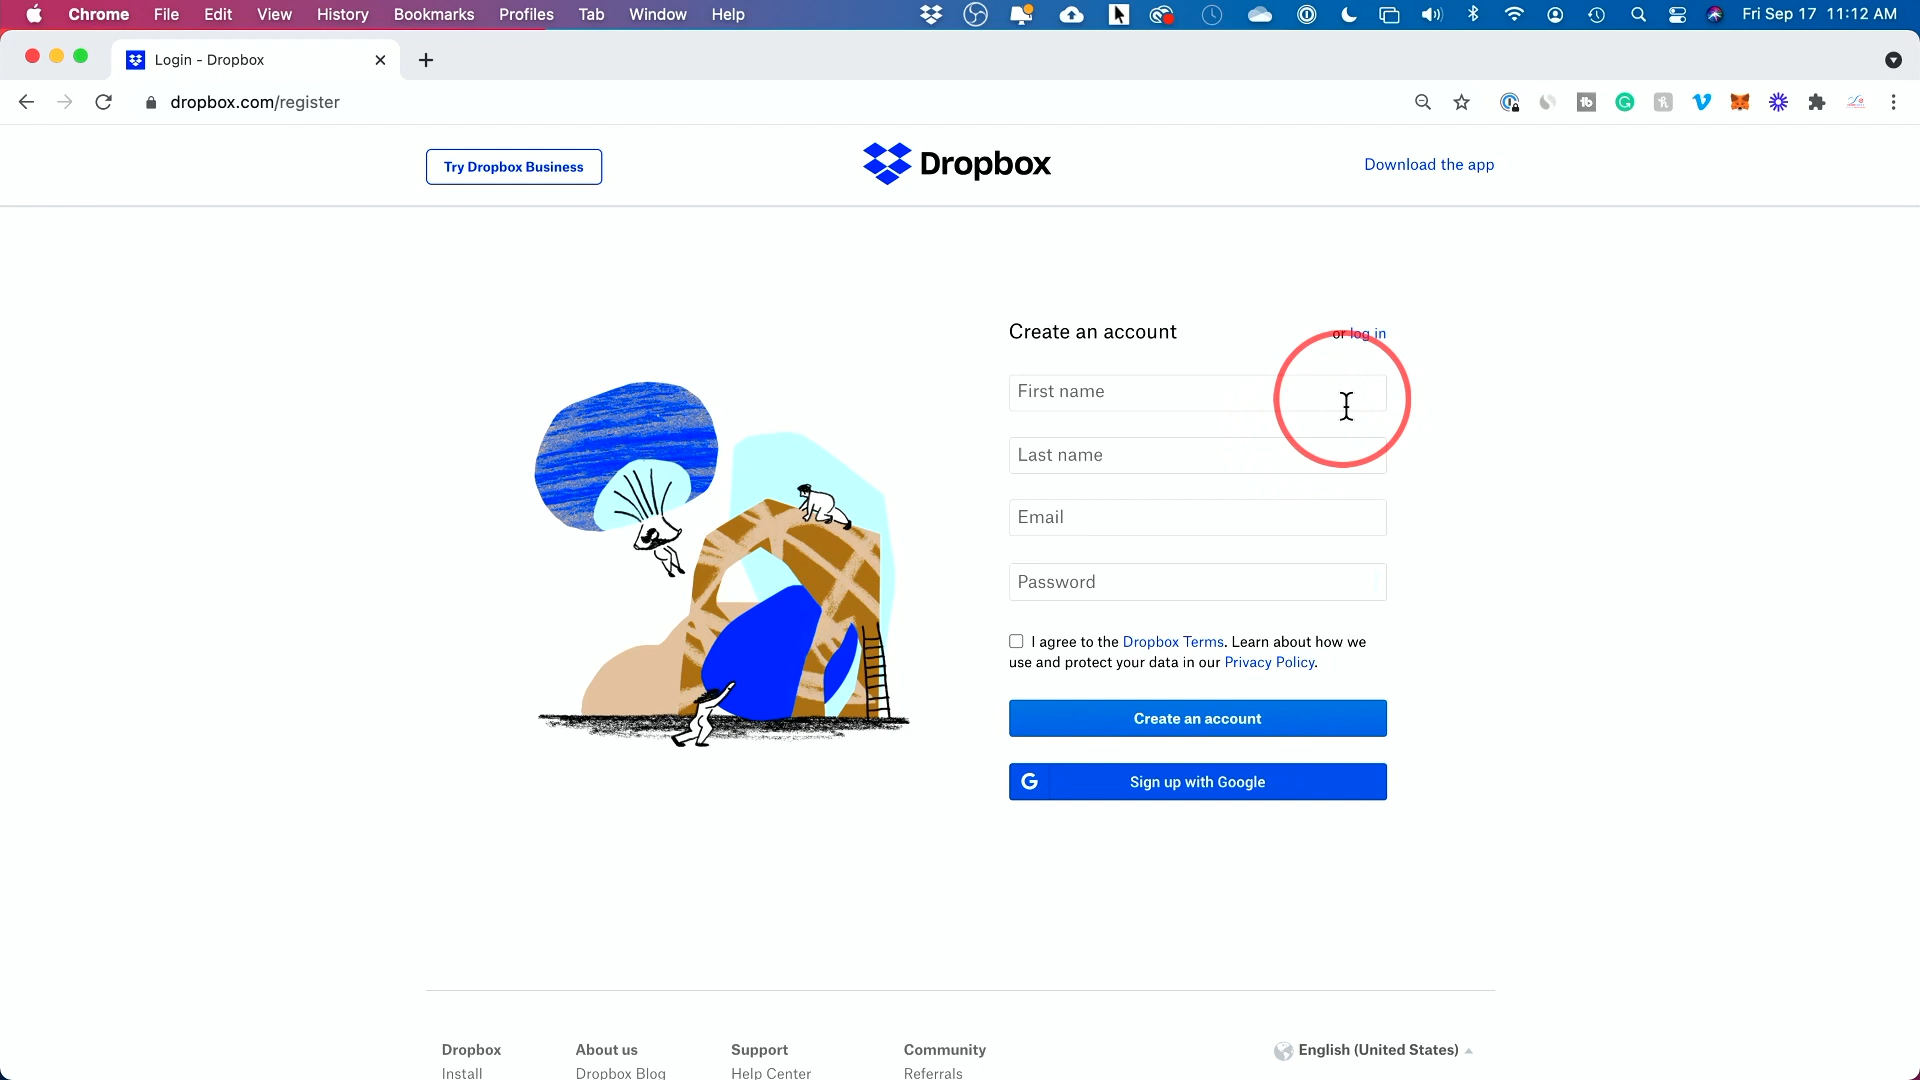 Chrome File Edit View History Bookmarks Profiles Tab Window Help Fri Sep 17 11:12 AM
Login - Dropbox
dropbox.com/register
Try Dropbox Business
Dropbox
Download the app
Create an account
or log in
First name
Last name
Email
Password
I agree to the Dropbox Terms. Learn about how we
use and protect your data in our Privacy Policy.
Create an account
G Sign up with Google
Dropbox About us Support Community English (United States)
Install Dropbox Blog Help Center Referrals